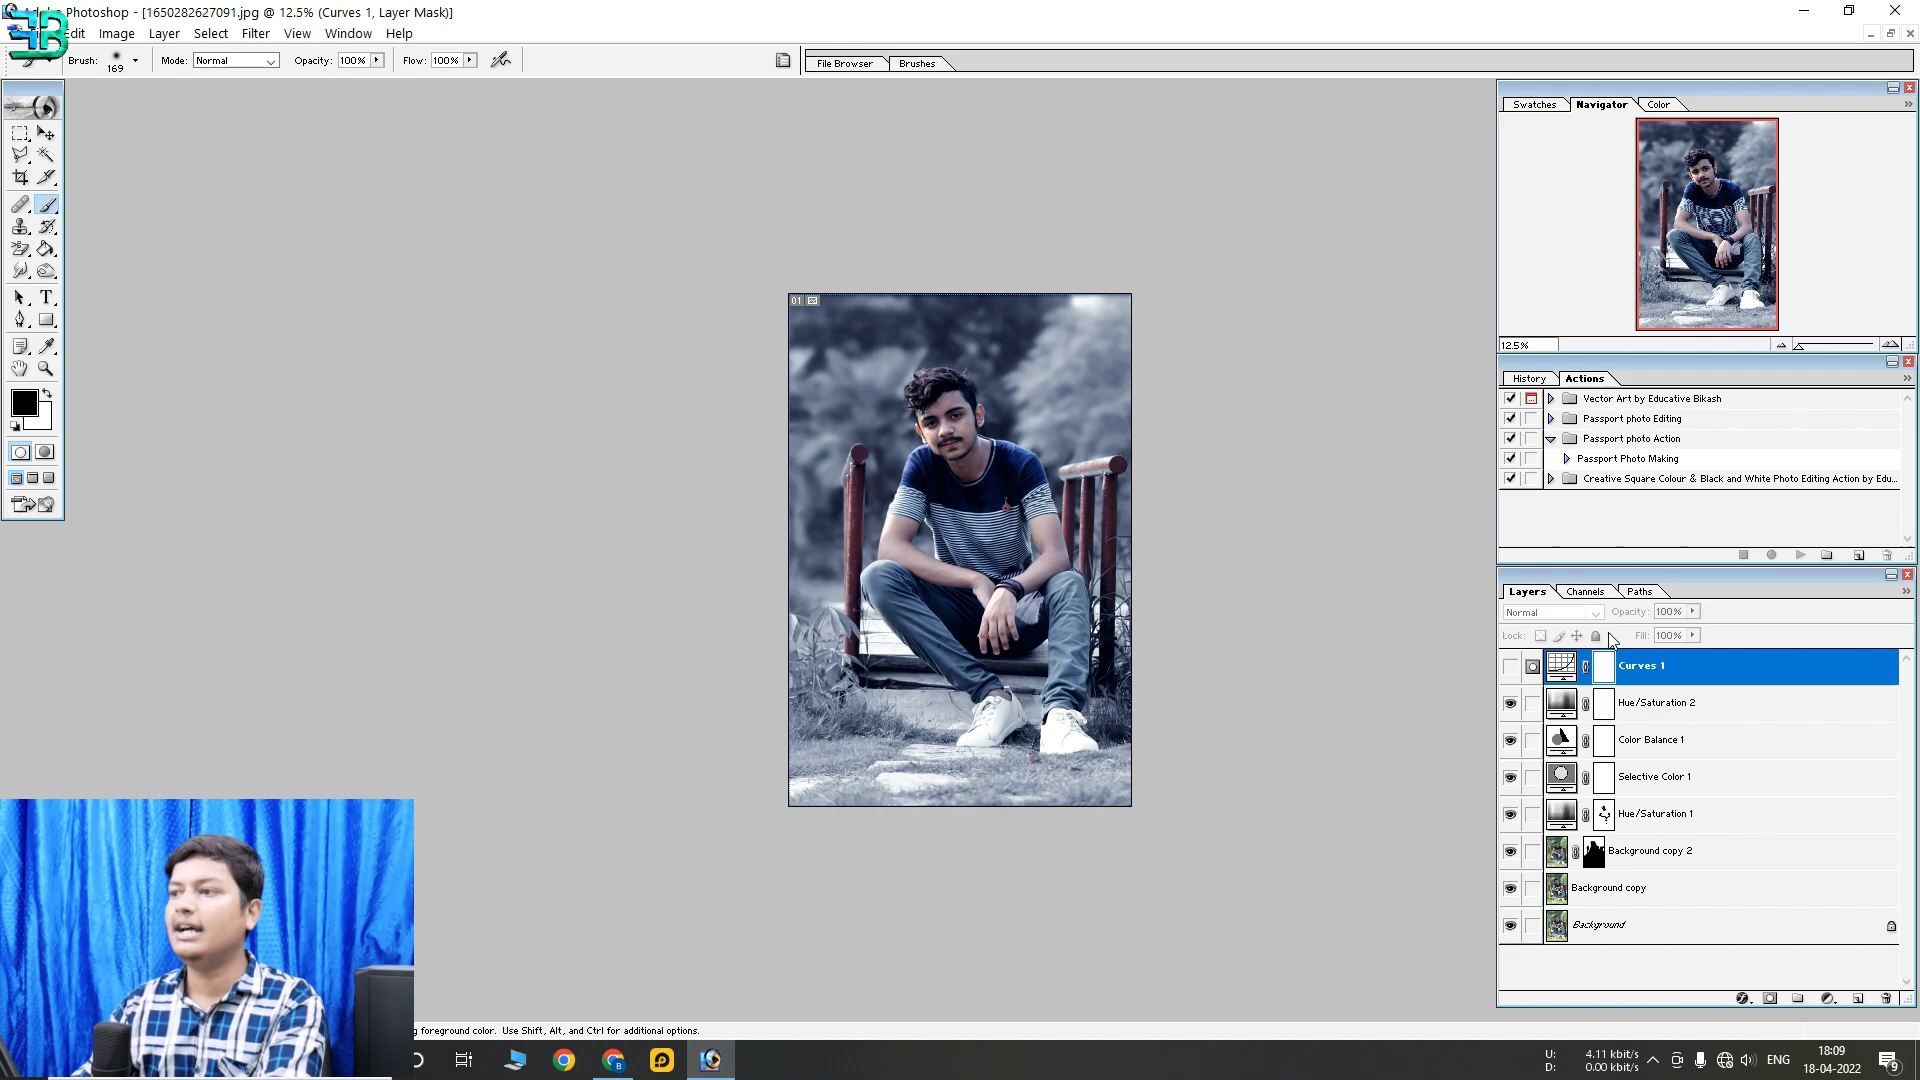 Adobe Photoshop - [1650282627091.jpg @ 12.5% (Curves 1, Layer Mask)]
Edit Image Layer Select Filter View Window Help
Brush: 169 Mode: Normal Opacity: 100% Flow: 100% File Browser Brushes
Swatches Navigator Color
01
12.5%
History Actions
Vector Art by Educative Bikash
Passport photo Editing
Passport photo Action
Passport Photo Making
Creative Square Colour & Black and White Photo Editing Action by Edu...
Layers Channels Paths
Normal Opacity: 100%
Lock: Fill: 100%
Curves 1
Hue/Saturation 2
Color Balance 1
Selective Color 1
Hue/Saturation 1
Background copy 2
Background copy
Background
g foreground color. Use Shift, Alt, and Ctrl for additional options.
U: 4.11 kbit/s
D: 0.00 kbit/s
ENG
18:09
18-04-2022
9